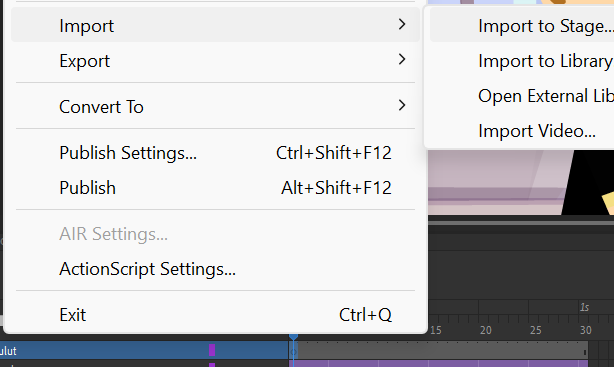 Import
Export
Convert To
Publish Settings... Ctrl+Shift+F12
Publish Alt+Shift+F12
AIR Settings...
ActionScript Settings...
Exit Ctrl+Q
Import to Stage...
Import to Library
Open External Lib
Import Video...
1s
15 20 25 30
ulut